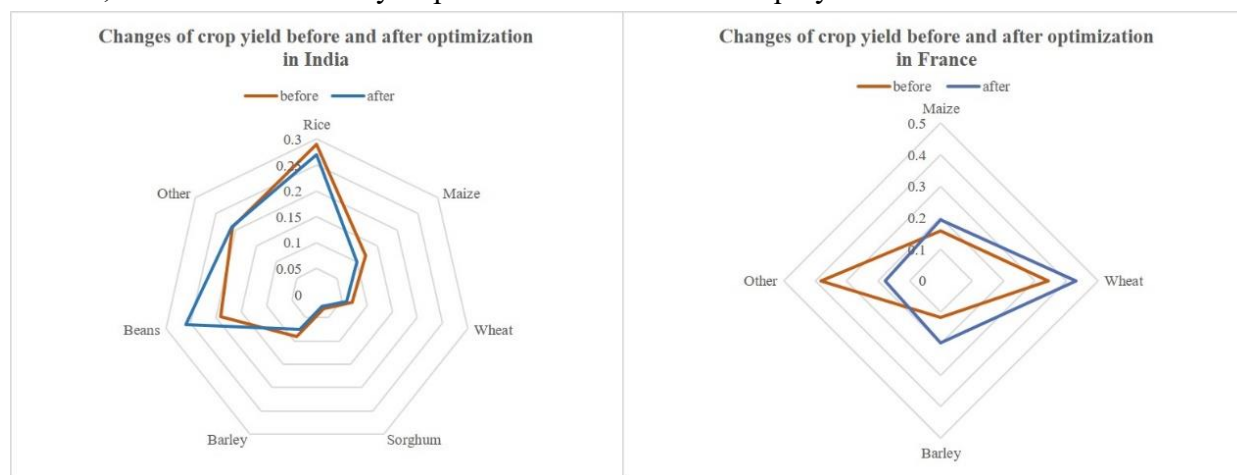 Changes of crop yield before and after optimization
in India
before after
Rice
0.3
0.25
0.2
0.15
0.1
0.05
0
Other
Maize
Beans
Wheat
Barley
Sorghum
Changes of crop yield before and after optimization
in France
before after
Maize
0.5
0.4
0.3
0.2
0.1
0
Other
Wheat
Barley